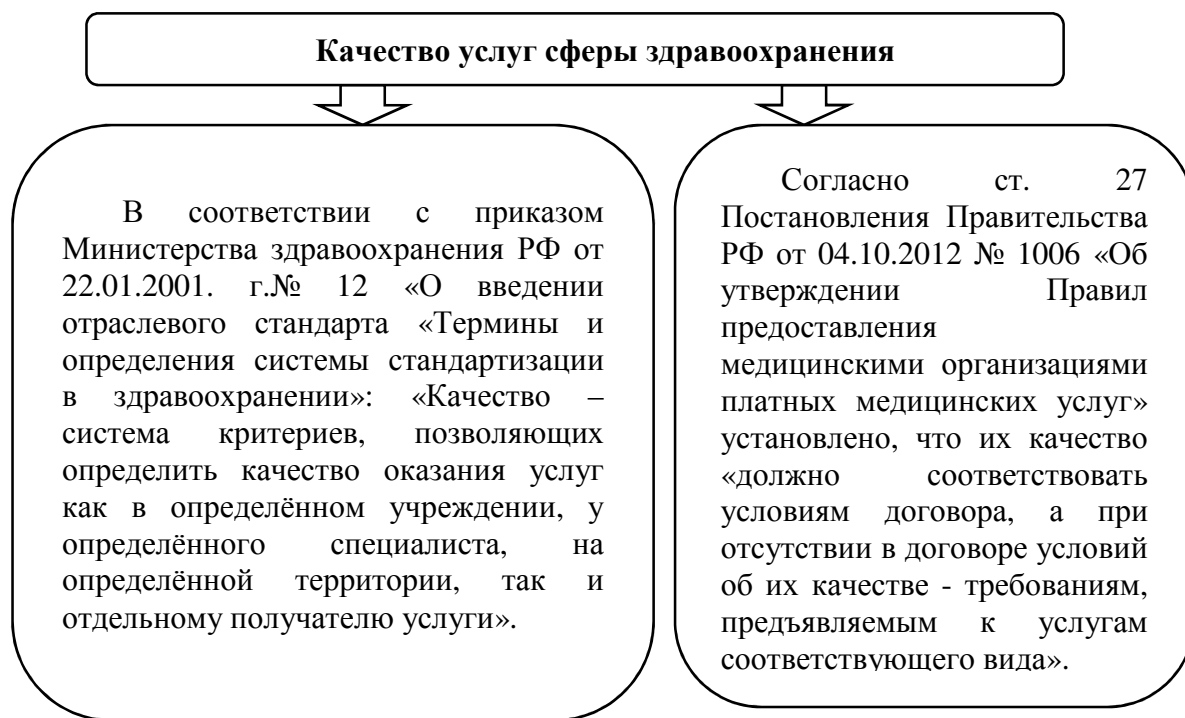 Качество услуг сферы здравоохранения
В соответствии с приказом
Министерства здравоохранения РФ от
22.01.2001. г.№ 12 «О введении
отраслевого стандарта «Термины и
определения системы стандартизации
в здравоохранении»: «Качество –
система критериев, позволяющих
определить качество оказания услуг
как в определённом учреждении, у
определённого специалиста, на
определённой территории, так и
отдельному получателю услуги».
Согласно ст. 27
Постановления Правительства
РФ от 04.10.2012 № 1006 «Об
утверждении Правил
предоставления
медицинскими организациями
платных медицинских услуг»
установлено, что их качество
«должно соответствовать
условиям договора, а при
отсутствии в договоре условий
об их качестве - требованиям,
предъявляемым к услугам
соответствующего вида».